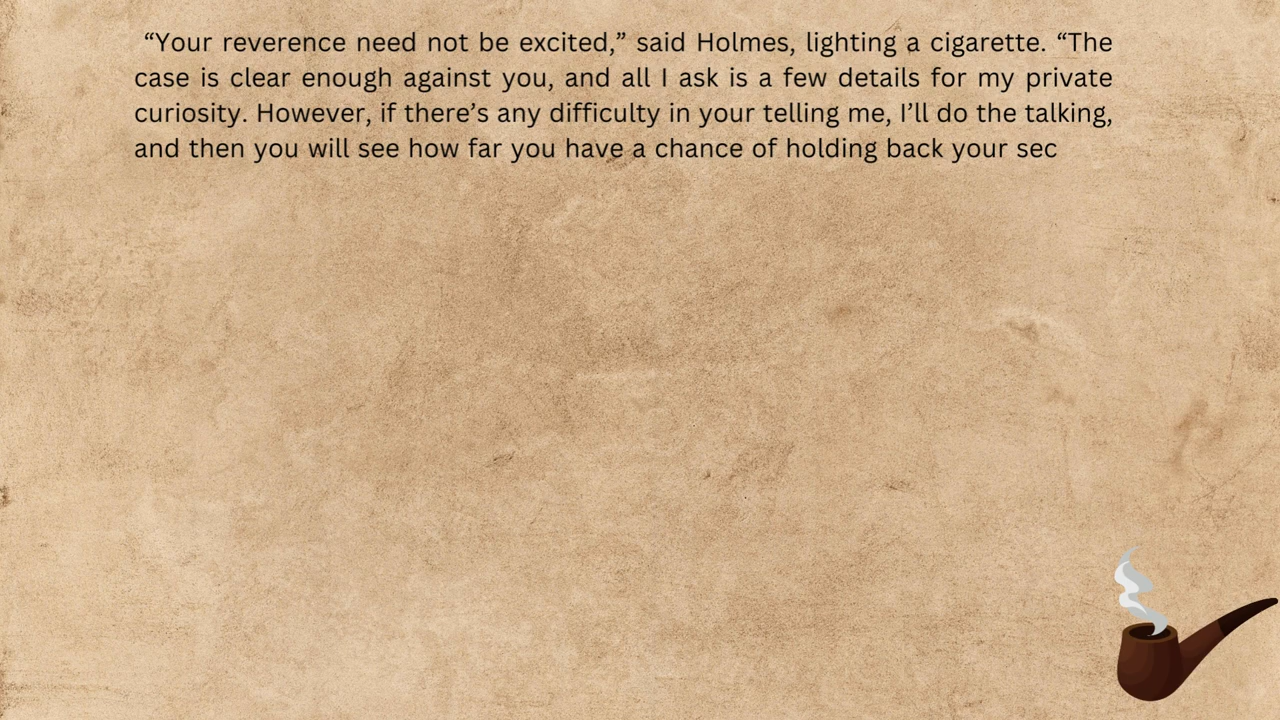 “Your reverence need not be excited,” said Holmes, lighting a cigarette. “The
case is clear enough against you, and all I ask is a few details for my private
curiosity. However, if there’s any difficulty in your telling me, I’ll do the talking,
and then you will see how far you have a chance of holding back your sec